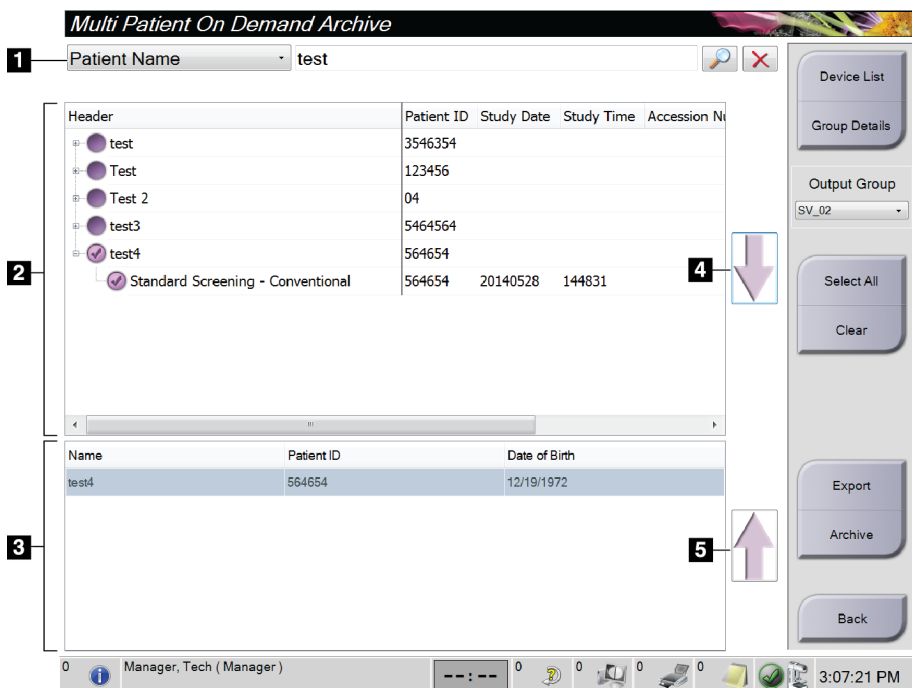 Multi Patient On Demand Archive
1
Patient Name test
Device List
Group Details
Output Group
SV_02
Select All
Clear
Export
Archive
Back
2
Header Patient ID Study Date Study Time Accession Nu
test 3546354
Test 123456
Test 2 04
test3 5464564
test4 564654
Standard Screening - Conventional 564654 20140528 144831
4
3
Name Patient ID Date of Birth
test4 564654 12/19/1972
5
0 Manager, Tech ( Manager ) --:-- 0 0 0 0 3:07:21 PM